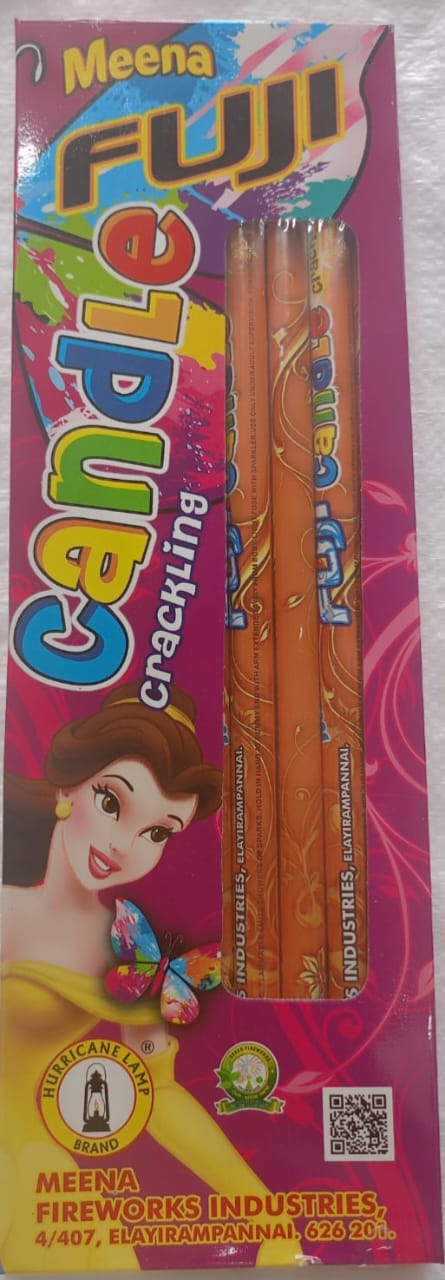 Meena
FUJI
candle
crackling
Fuji candle
crack
S INDUSTRIES, ELAYIRAMPANNAI.
S INDUSTRIES, ELAYIRAMPANNAI.
HURRICANE LAMP
BRAND
®
MEENA
FIREWORKS INDUSTRIES,
4/407, ELAYIRAMPANNAI. 626 201.